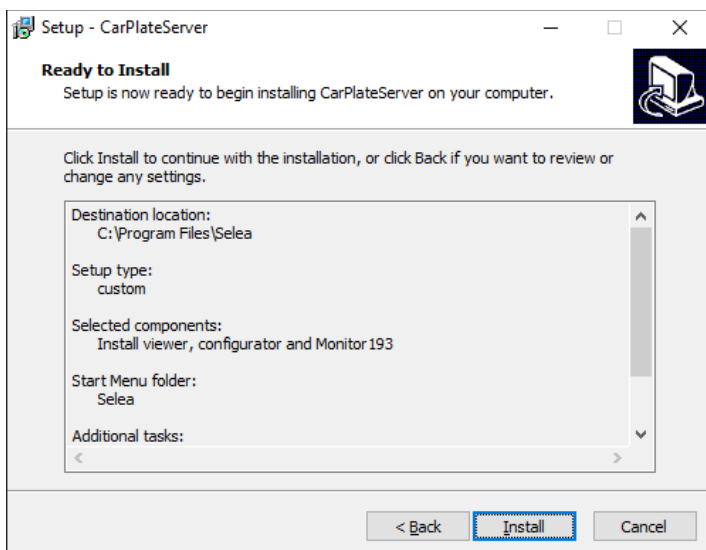 Setup - CarPlateServer
Ready to Install
Setup is now ready to begin installing CarPlateServer on your computer.
Click Install to continue with the installation, or click Back if you want to review or
change any settings.
Destination location:
C:\Program Files\Selea
Setup type:
custom
Selected components:
Install viewer, configurator and Monitor193
Start Menu folder:
Selea
Additional tasks:
< Back
Install
Cancel